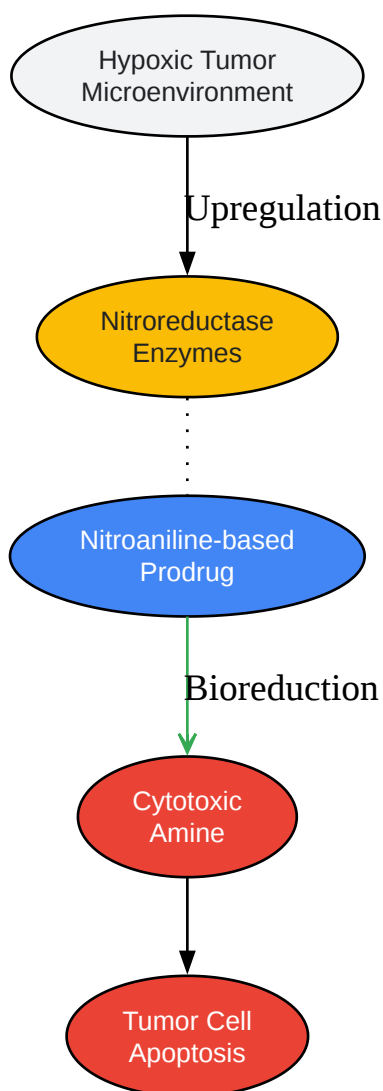 Hypoxic Tumor
Microenvironment
Upregulation
Nitroreductase
Enzymes
Nitroaniline-based
Prodrug
Bioreduction
Cytotoxic
Amine
Tumor Cell
Apoptosis